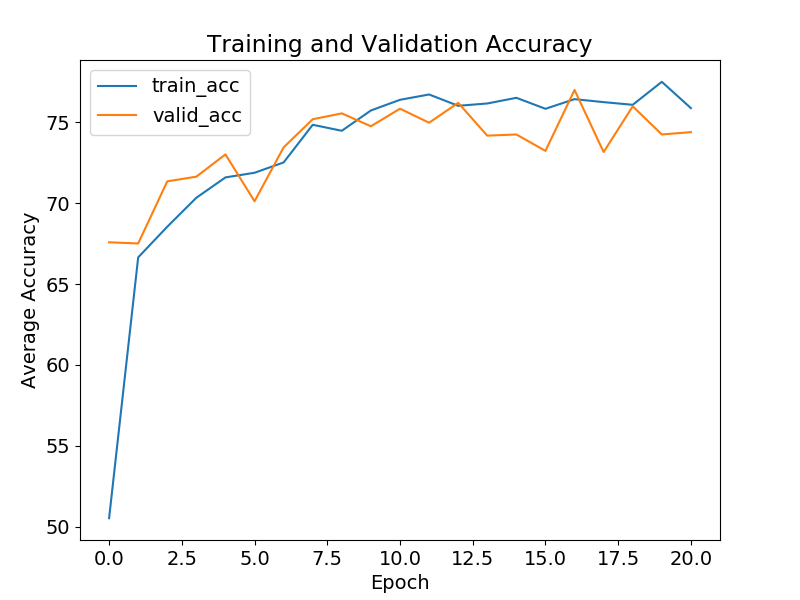 Training and Validation Accuracy
train_acc
valid_acc
75
70
65
60
55
50
Average Accuracy
0.0 2.5 5.0 7.5 10.0 12.5 15.0 17.5 20.0
Epoch